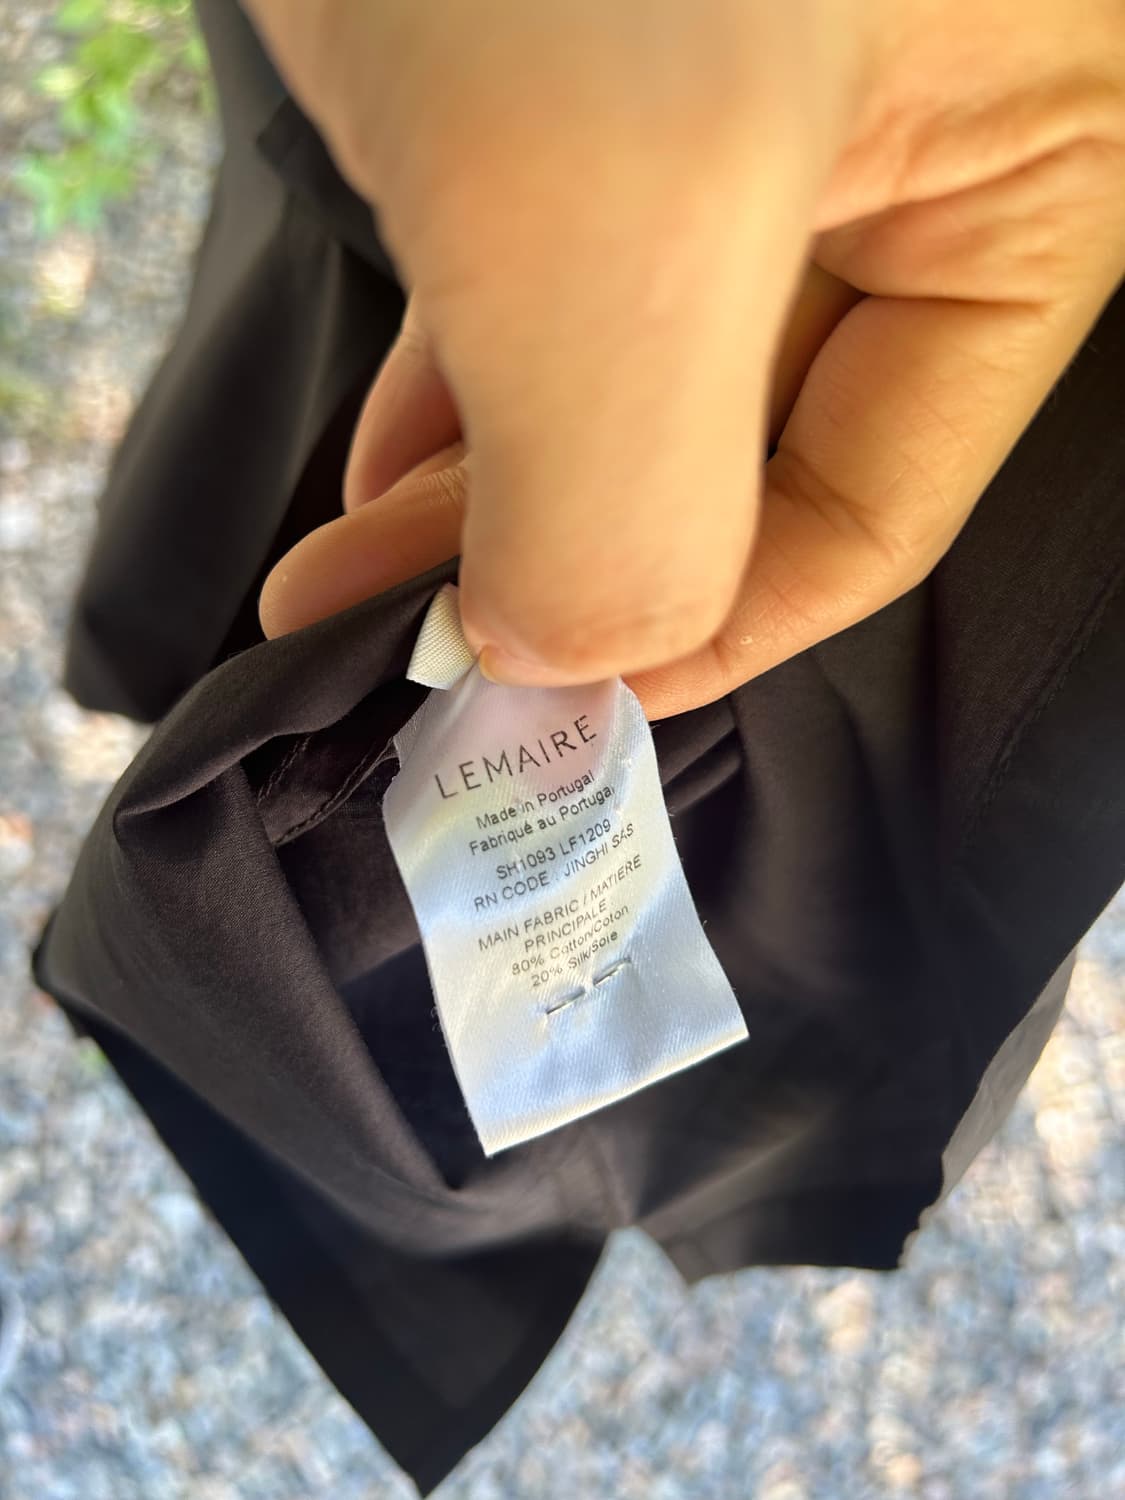 LEMAIRE
Made in Portugal
Fabriqué au Portugal
SH1093 LF1209
RN CODE : JINGHI SAS
MAIN FABRIC / MATIERE
PRINCIPALE
80% Cotton/Coton
20% Silk/Soie